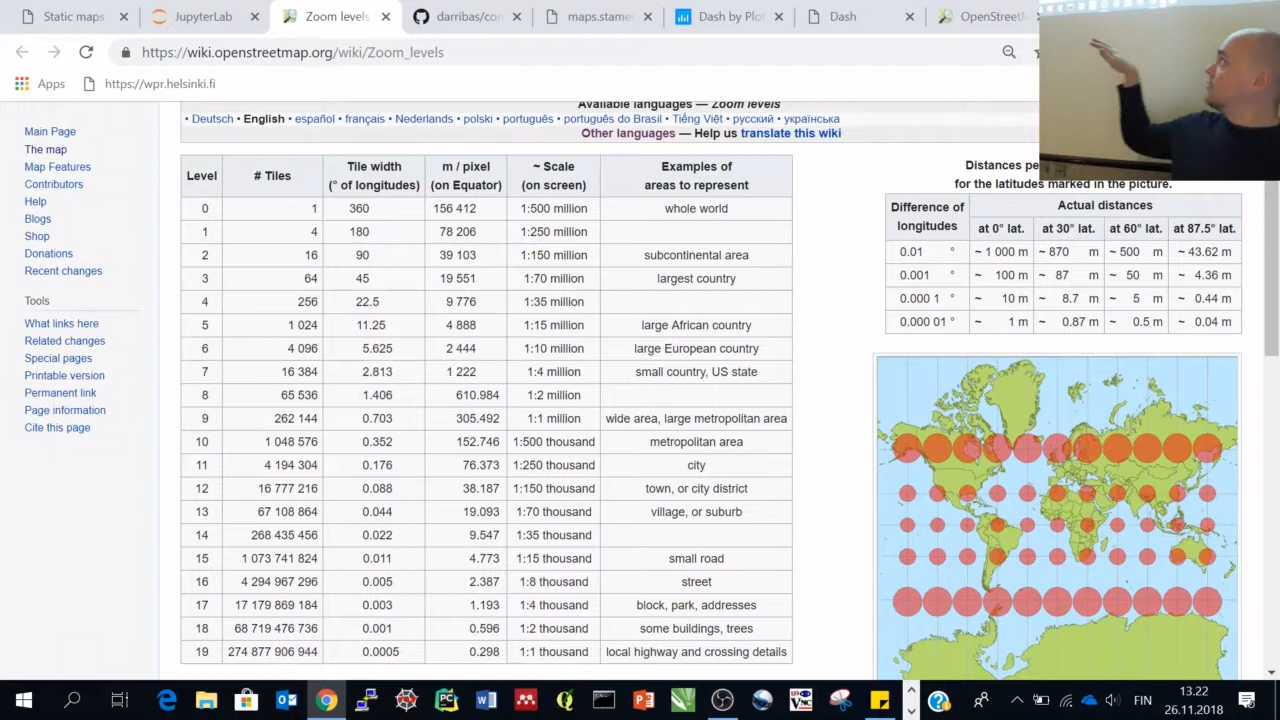 Static maps
JupyterLab
Zoom levels
darribas/con
maps.stamen
Dash by Plot
Dash
OpenStreetM
https://wiki.openstreetmap.org/wiki/Zoom_levels
Apps
https://wpr.helsinki.fi
Available languages — Zoom levels
• Deutsch • English • español • français • Nederlands • polski • português • português do Brasil • Tiếng Việt • русский • українська
Other languages — Help us translate this wiki
Main Page
The map
Map Features
Contributors
Help
Blogs
Shop
Donations
Recent changes
Tools
What links here
Related changes
Special pages
Printable version
Permanent link
Page information
Cite this page
Level # Tiles Tile width (° of longitudes) m / pixel (on Equator) ~ Scale (on screen) Examples of areas to represent
0 1 360 156 412 1:500 million whole world
1 4 180 78 206 1:250 million
2 16 90 39 103 1:150 million subcontinental area
3 64 45 19 551 1:70 million largest country
4 256 22.5 9 776 1:35 million
5 1 024 11.25 4 888 1:15 million large African country
6 4 096 5.625 2 444 1:10 million large European country
7 16 384 2.813 1 222 1:4 million small country, US state
8 65 536 1.406 610.984 1:2 million
9 262 144 0.703 305.492 1:1 million wide area, large metropolitan area
10 1 048 576 0.352 152.746 1:500 thousand metropolitan area
11 4 194 304 0.176 76.373 1:250 thousand city
12 16 777 216 0.088 38.187 1:150 thousand town, or city district
13 67 108 864 0.044 19.093 1:70 thousand village, or suburb
14 268 435 456 0.022 9.547 1:35 thousand
15 1 073 741 824 0.011 4.773 1:15 thousand small road
16 4 294 967 296 0.005 2.387 1:8 thousand street
17 17 179 869 184 0.003 1.193 1:4 thousand block, park, addresses
18 68 719 476 736 0.001 0.596 1:2 thousand some buildings, trees
19 274 877 906 944 0.0005 0.298 1:1 thousand local highway and crossing details
Distances pe
for the latitudes marked in the picture.
Difference of longitudes Actual distances
at 0° lat. at 30° lat. at 60° lat. at 87.5° lat.
0.01 ° ~ 1 000 m ~ 870 m ~ 500 m ~ 43.62 m
0.001 ° ~ 100 m ~ 87 m ~ 50 m ~ 4.36 m
0.000 1 ° ~ 10 m ~ 8.7 m ~ 5 m ~ 0.44 m
0.000 01 ° ~ 1 m ~ 0.87 m ~ 0.5 m ~ 0.04 m
FIN
13.22
26.11.2018